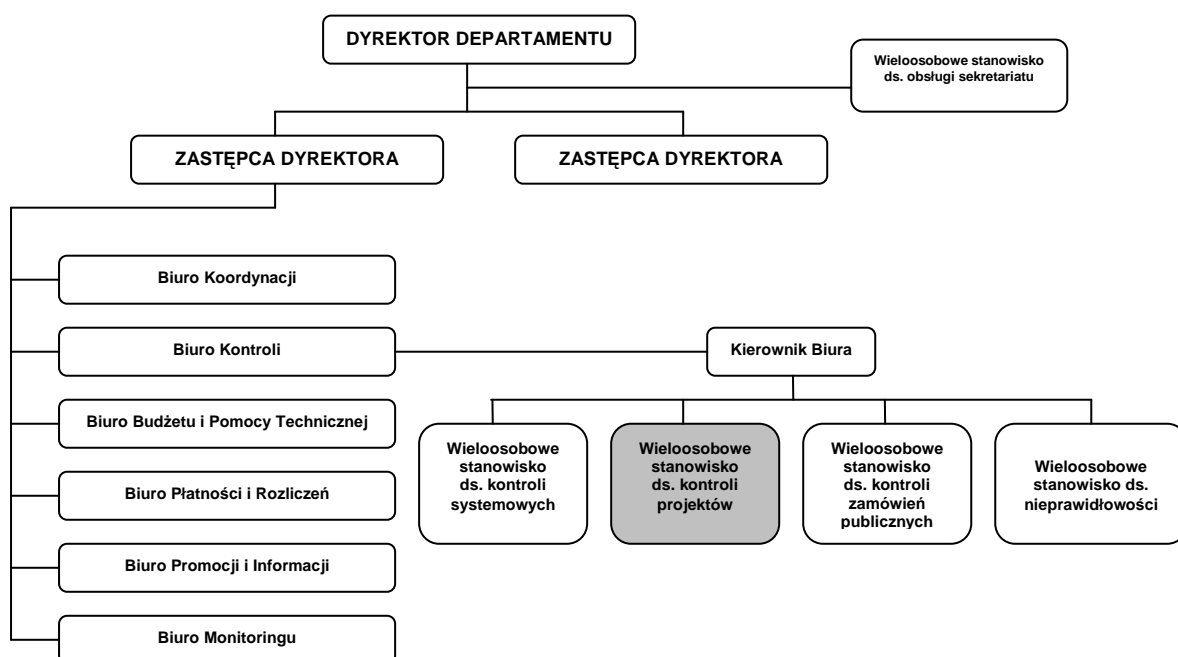 DYREKTOR DEPARTAMENTU
Wieloosobowe stanowisko
ds. obsługi sekretariatu
ZASTĘPCA DYREKTORA
ZASTĘPCA DYREKTORA
Biuro Koordynacji
Biuro Kontroli
Kierownik Biura
Biuro Budżetu i Pomocy Technicznej
Wieloosobowe
stanowisko
ds. kontroli
systemowych
Wieloosobowe
stanowisko
ds. kontroli
projektów
Wieloosobowe
stanowisko
ds. kontroli
zamówień
publicznych
Wieloosobowe
stanowisko ds.
nieprawidłowości
Biuro Płatności i Rozliczeń
Biuro Promocji i Informacji
Biuro Monitoringu